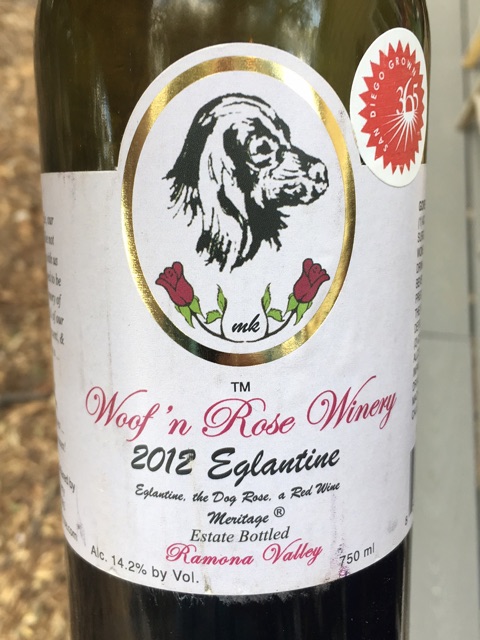 SAN DIEGO GROWN
365
mk
TM
Woof 'n Rose Winery
2012 Eglantine
Eglantine, the Dog Rose, a Red Wine
Meritage ®
Estate Bottled
Ramona Valley
Alc. 14.2% by Vol.
750 ml